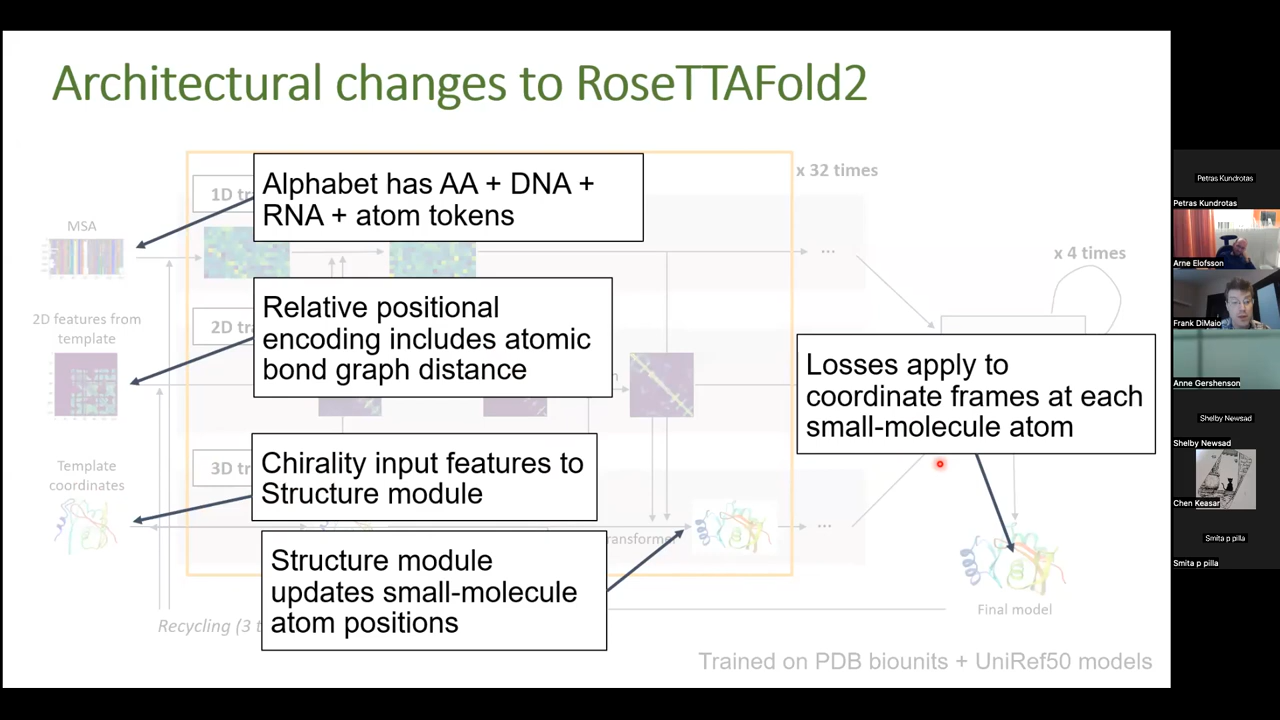 Architectural changes to RoseTTAFold2
1D tr
Alphabet has AA + DNA +
RNA + atom tokens
x 32 times
MSA
...
x 4 times
2D features from
template
2D tr
Relative positional
encoding includes atomic
bond graph distance
Losses apply to
coordinate frames at each
small-molecule atom
Template
coordinates
3D tr
Chirality input features to
Structure module
Structure module
updates small-molecule
atom positions
...
Final model
Recycling (3 t
Trained on PDB biounits + UniRef50 models
Petras Kundrotas
Petras Kundrotas
Arne Elofsson
Frank DiMaio
Anne Gershenson
Shelby Newsad
Shelby Newsad
Chen Keasar
Smita p pilla
Smita p pilla